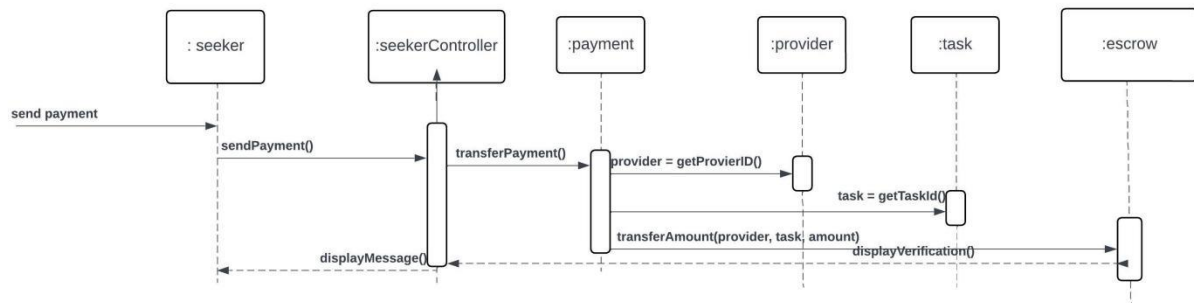 : seeker
:seekerController
:payment
:provider
:task
:escrow
send payment
sendPayment()
transferPayment()
provider = getProvierID()
task = getTaskId()
transferAmount(provider, task, amount)
displayVerification()
displayMessage()